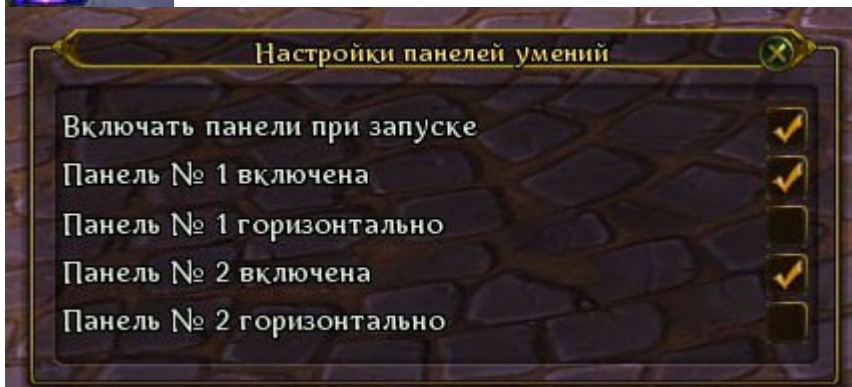 Настройки панелей умений
Включать панели при запуске
Панель № 1 включена
Панель № 1 горизонтально
Панель № 2 включена
Панель № 2 горизонтально